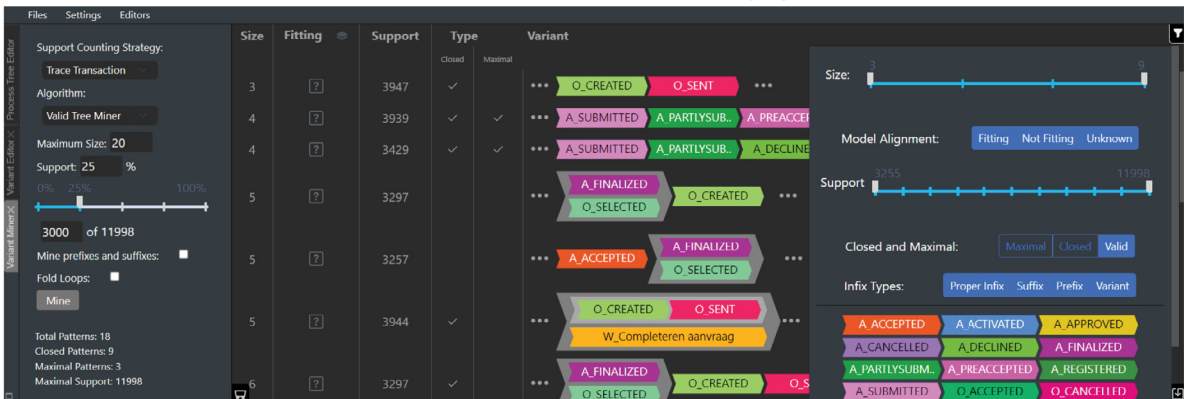 Files Settings Editors
Process Tree Editor
Variant Editor X
Variant Miner X
Support Counting Strategy:
Trace Transaction
Algorithm:
Valid Tree Miner
Maximum Size: 20
Support: 25 %
0% 25% 100%
3000 of 11998
Mine prefixes and suffixes:
Fold Loops:
Mine
Total Patterns: 18
Closed Patterns: 9
Maximal Patterns: 3
Maximal Support: 11998
Size Fitting Support Type Variant
Closed Maximal
3 ? 3947 ✓ ••• O_CREATED O_SENT •••
4 ? 3939 ✓ ✓ ••• A_SUBMITTED A_PARTLYSUB.. A_PREACCEP
4 ? 3429 ✓ ✓ ••• A_SUBMITTED A_PARTLYSUB.. A_DECLINE
A_FINALIZED
5 ? 3297 ••• O_CREATED •••
O_SELECTED
A_FINALIZED
5 ? 3257 ••• A_ACCEPTED •••
O_SELECTED
O_CREATED O_SENT
5 ? 3944 ✓ ••• •••
W_Completeren aanvraag
A_FINALIZED
6 ? 3297 ✓ ••• O_CREATED O_S
O_SELECTED
Size: 3 9
Model Alignment: Fitting Not Fitting Unknown
Support 3255 11998
Closed and Maximal: Maximal Closed Valid
Infix Types: Proper Infix Suffix Prefix Variant
A_ACCEPTED A_ACTIVATED A_APPROVED
A_CANCELLED A_DECLINED A_FINALIZED
A_PARTLYSUBM.. A_PREACCEPTED A_REGISTERED
A_SUBMITTED O_ACCEPTED O_CANCELLED